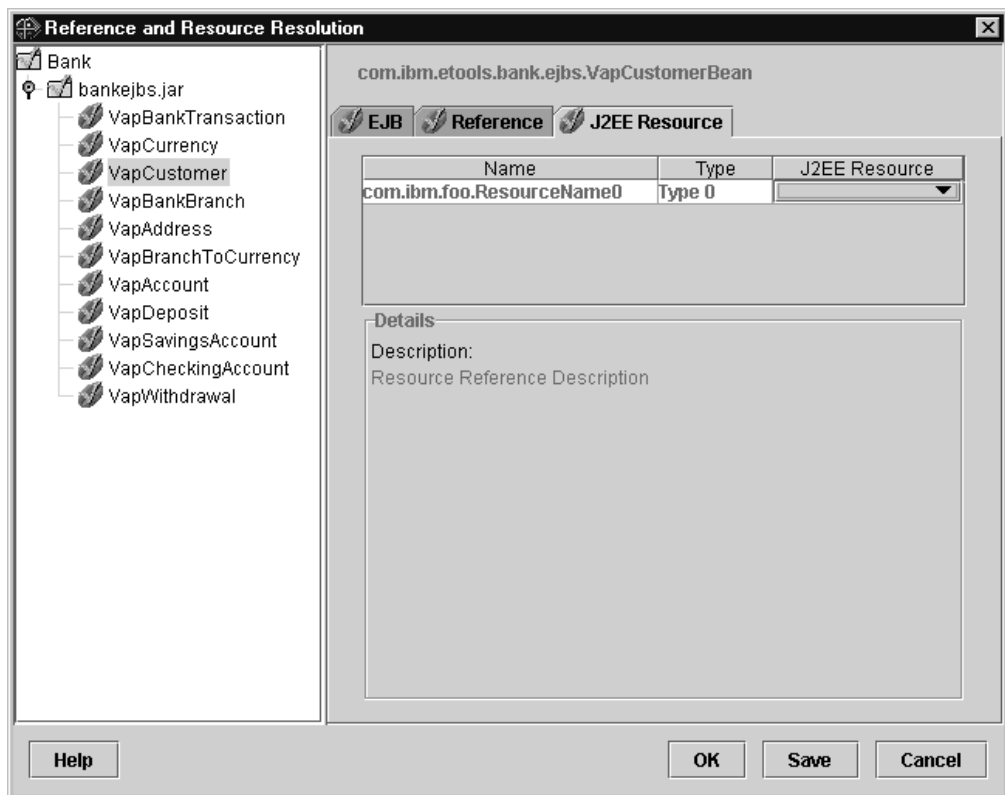 Reference and Resource Resolution
Bank
bankejbs.jar
VapBankTransaction
VapCurrency
VapCustomer
VapBankBranch
VapAddress
VapBranchToCurrency
VapAccount
VapDeposit
VapSavingsAccount
VapCheckingAccount
VapWithdrawal
com.ibm.etools.bank.ejbs.VapCustomerBean
EJB Reference J2EE Resource
Name Type J2EE Resource
com.ibm.foo.ResourceName0 Type 0
Details
Description:
Resource Reference Description
Help OK Save Cancel